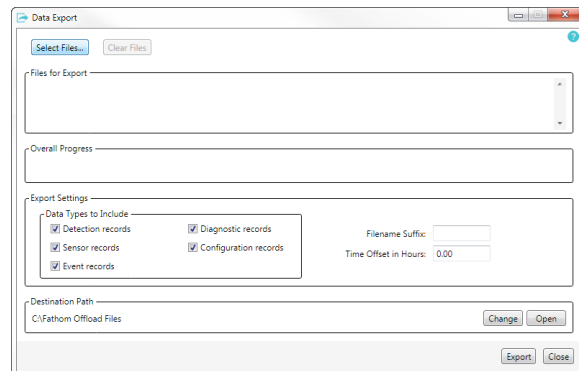 Data Export
Select Files... Clear Files
?
Files for Export
Overall Progress
Export Settings
Data Types to Include
Detection records Diagnostic records
Filename Suffix:
Sensor records Configuration records
Time Offset in Hours: 0.00
Event records
Destination Path
C:\Fathom Offload Files Change Open
Export Close